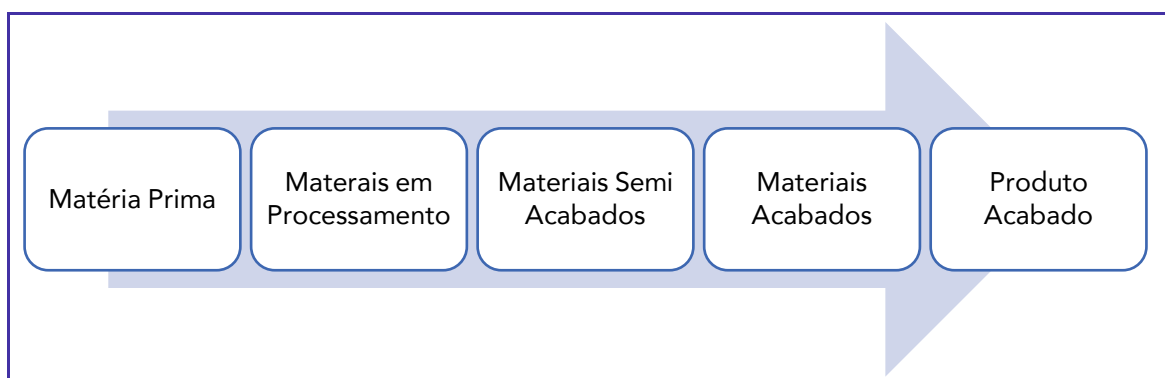 Matéria Prima
Materais em
Processamento
Materiais Semi
Acabados
Materiais
Acabados
Produto
Acabado